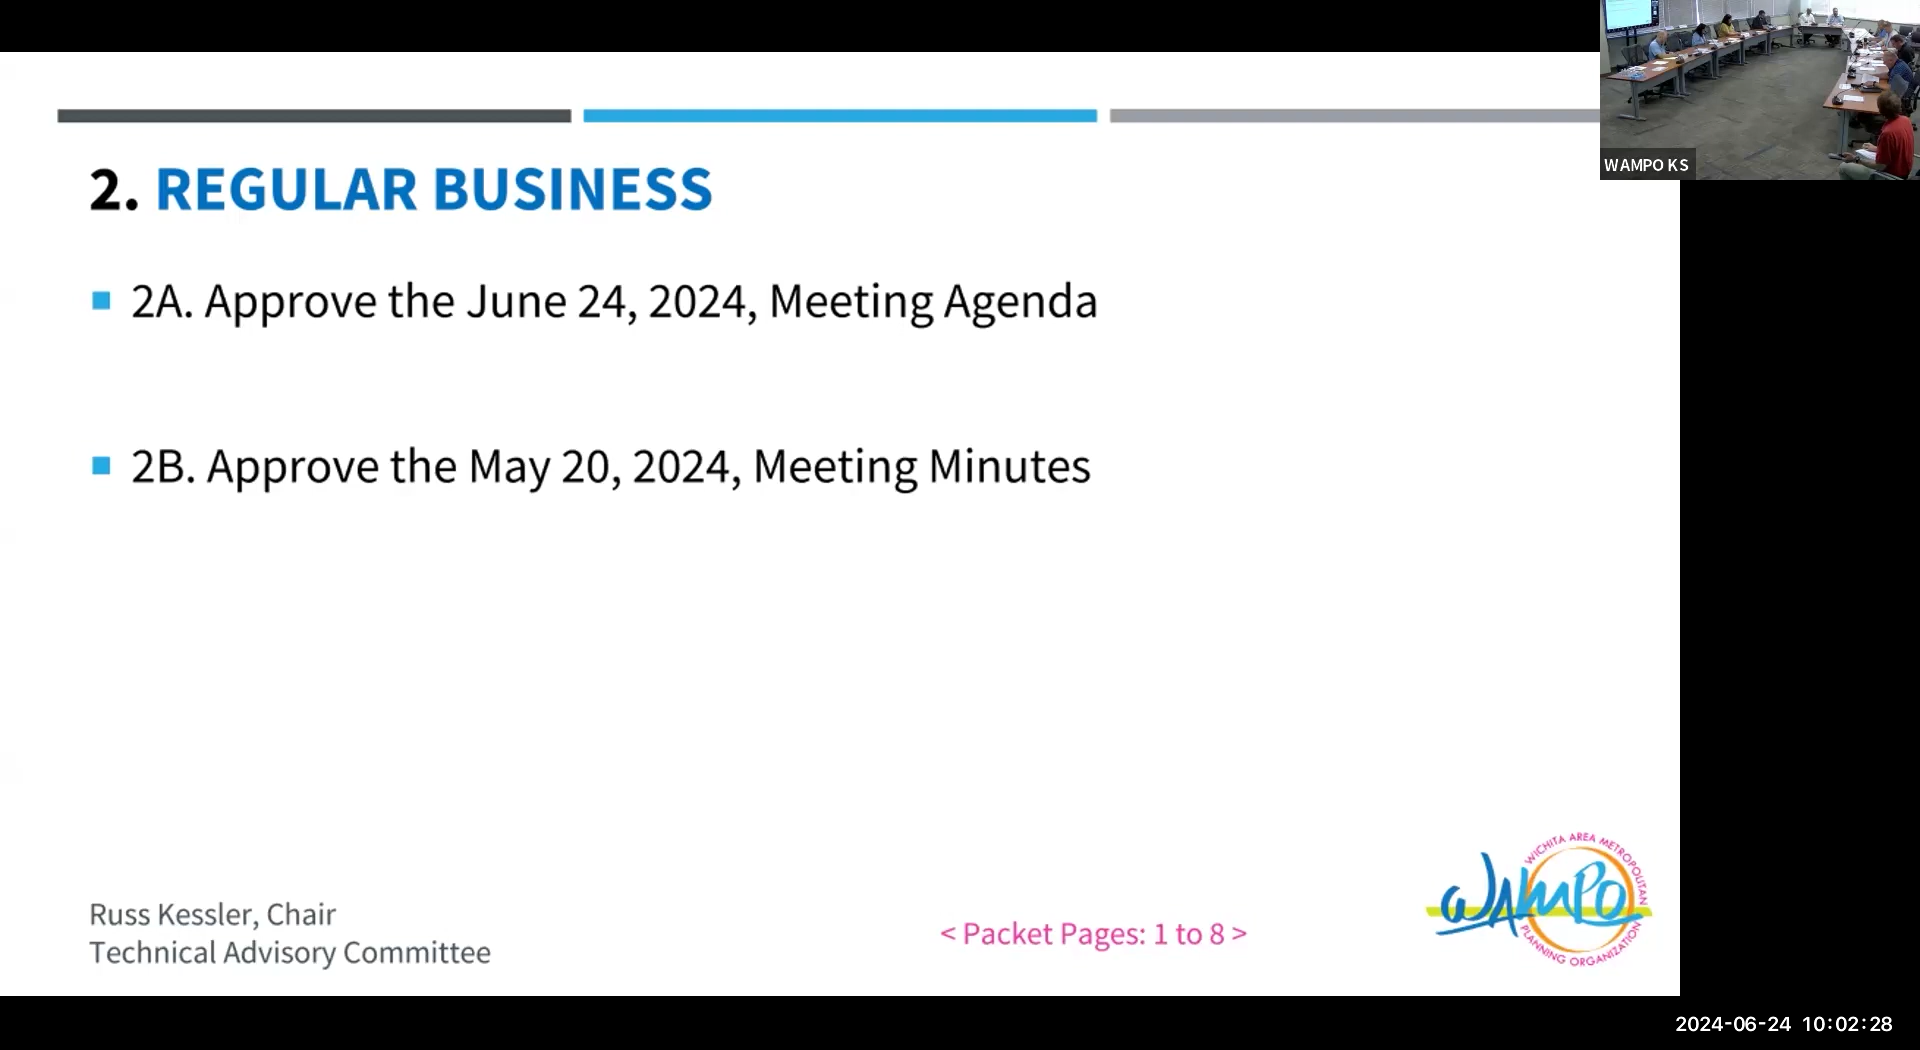 WAMPO KS
2. REGULAR BUSINESS
2A. Approve the June 24, 2024, Meeting Agenda
2B. Approve the May 20, 2024, Meeting Minutes
Russ Kessler, Chair
Technical Advisory Committee
< Packet Pages: 1 to 8 >
WICHITA AREA METROPOLITAN
WAMPO
PLANNING ORGANIZATION
2024-06-24 10:02:28